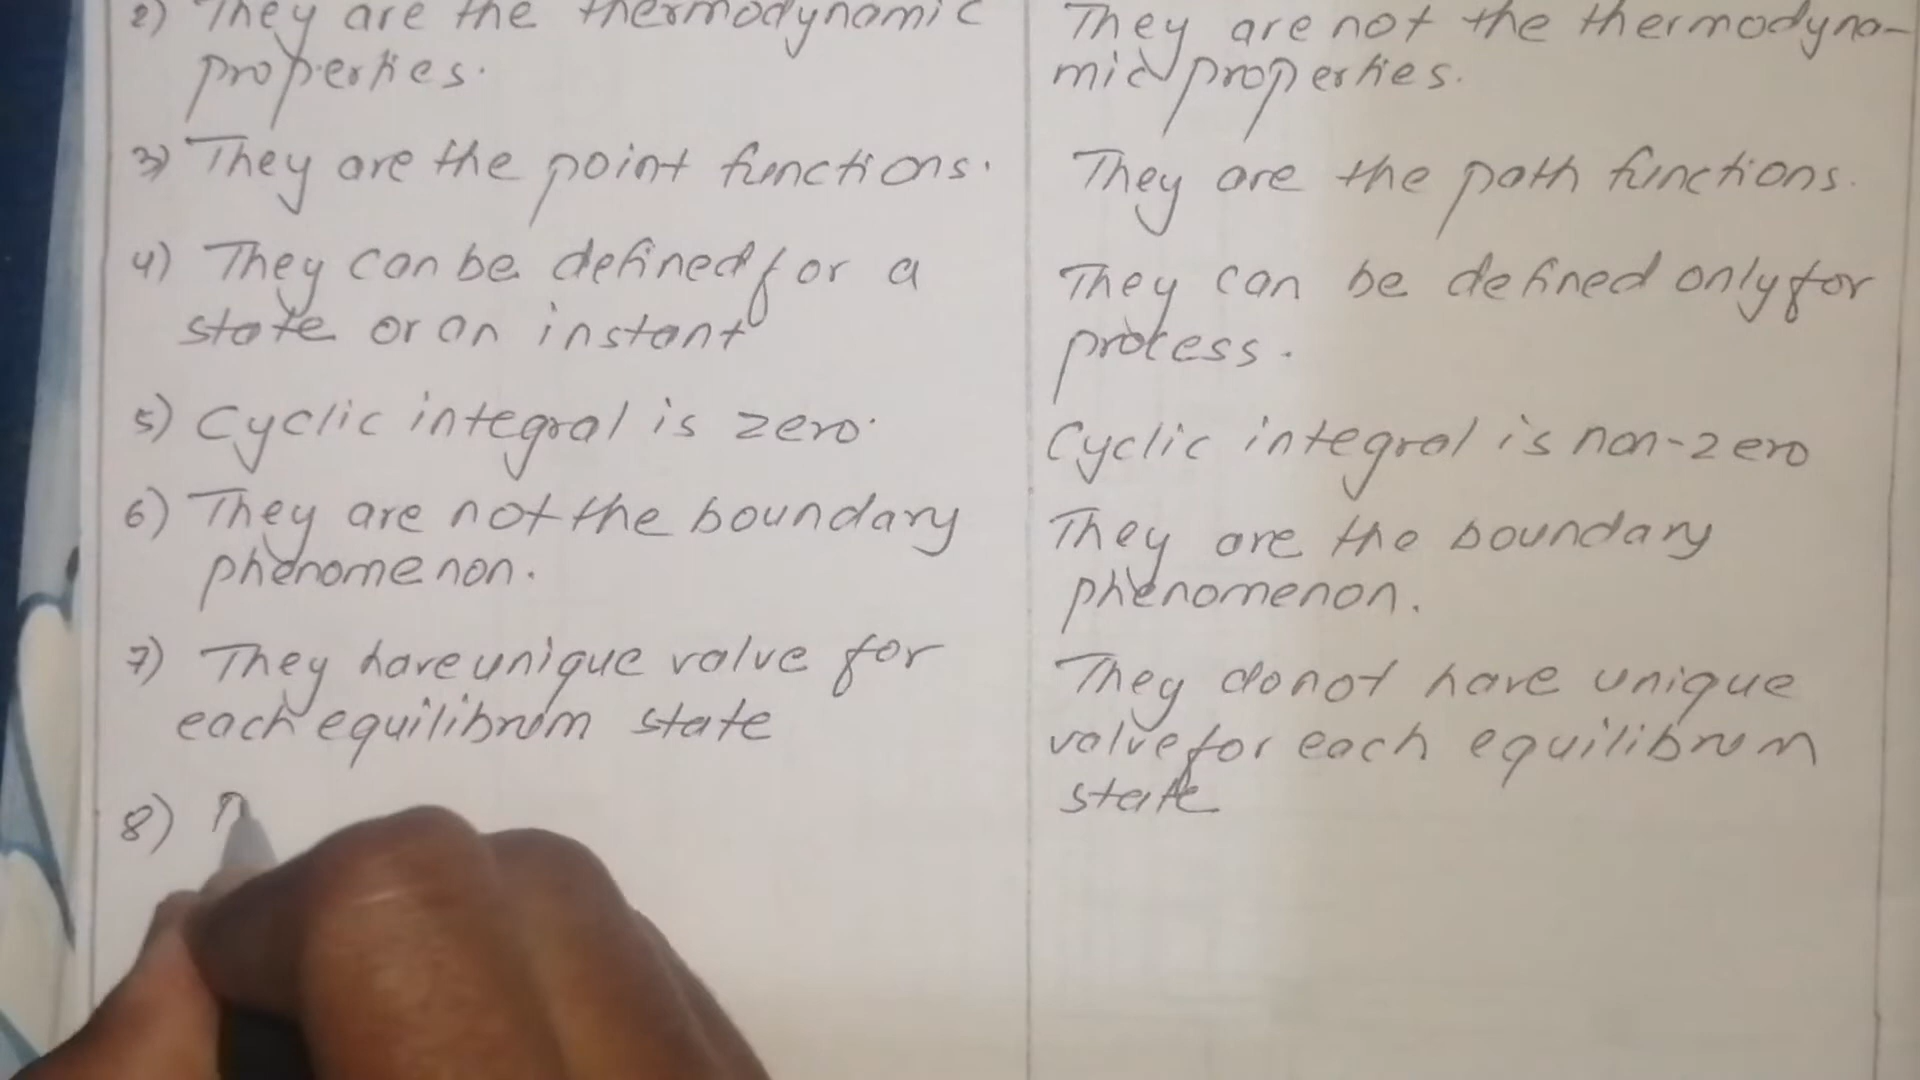 2) They are the thermodynamic
properties.
3) They are the point functions.
4) They can be defined for a
state or an instant
5) Cyclic integral is zero.
6) They are not the boundary
phenomenon.
7) They have unique value for
each equilibrium state
8)
They are not the thermodyna-
mic properties.
They are the path functions.
They can be defined only for
process.
Cyclic integral is non-zero
They are the boundary
phenomenon.
They do not have unique
value for each equilibrium
state